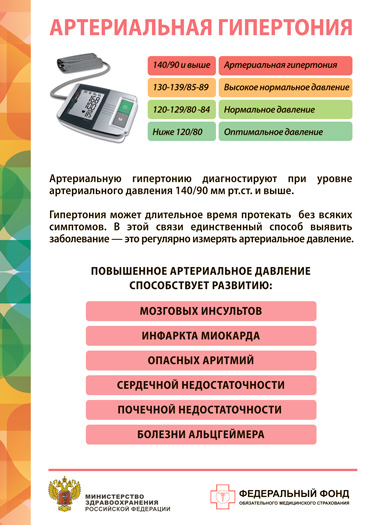 АРТЕРИАЛЬНАЯ ГИПЕРТОНИЯ
140/90 и выше Артериальная гипертония
130-139/85-89 Высокое нормальное давление
120-129/80 -84 Нормальное давление
Ниже 120/80 Оптимальное давление
Артериальную гипертонию диагностируют при уровне
артериального давления 140/90 мм рт.ст. и выше.
Гипертония может длительное время протекать без всяких
симптомов. В этой связи единственный способ выявить
заболевание — это регулярно измерять артериальное давление.
ПОВЫШЕННОЕ АРТЕРИАЛЬНОЕ ДАВЛЕНИЕ
СПОСОБСТВУЕТ РАЗВИТИЮ:
МОЗГОВЫХ ИНСУЛЬТОВ
ИНФАРКТА МИОКАРДА
ОПАСНЫХ АРИТМИЙ
СЕРДЕЧНОЙ НЕДОСТАТОЧНОСТИ
ПОЧЕЧНОЙ НЕДОСТАТОЧНОСТИ
БОЛЕЗНИ АЛЬЦГЕЙМЕРА
МИНИСТЕРСТВО
ЗДРАВООХРАНЕНИЯ
РОССИЙСКОЙ ФЕДЕРАЦИИ
ФЕДЕРАЛЬНЫЙ ФОНД
ОБЯЗАТЕЛЬНОГО МЕДИЦИНСКОГО СТРАХОВАНИЯ